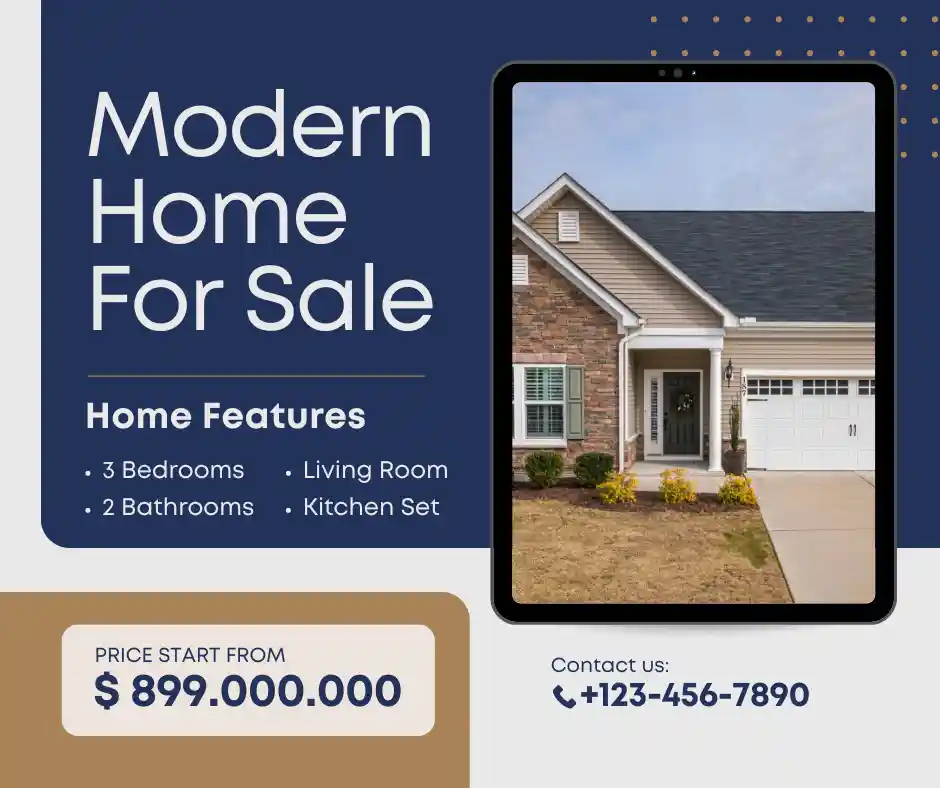 Modern
Home
For Sale
Home Features
• 3 Bedrooms
• 2 Bathrooms
• Living Room
• Kitchen Set
187
PRICE START FROM
$ 899.000.000
Contact us:
+123-456-7890